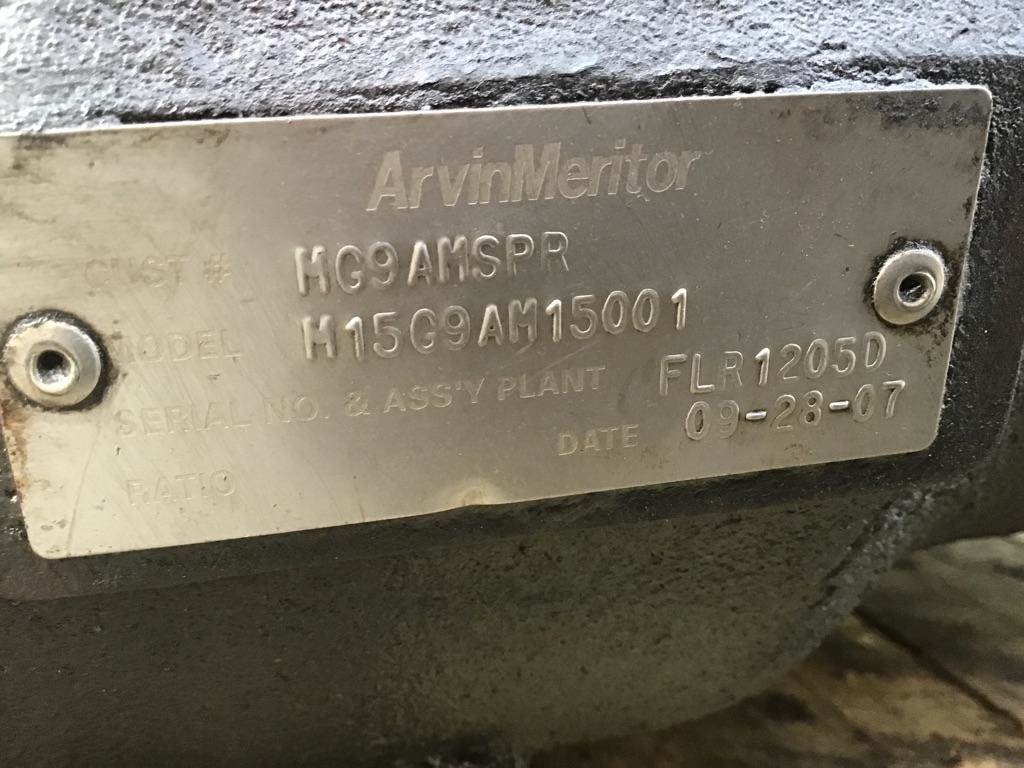 ArvinMeritor
CUST # MG9AMSPR
MODEL M15G9AM15001
SERIAL NO. & ASS'Y PLANT FLR1205D
DATE 09-28-07
RATIO